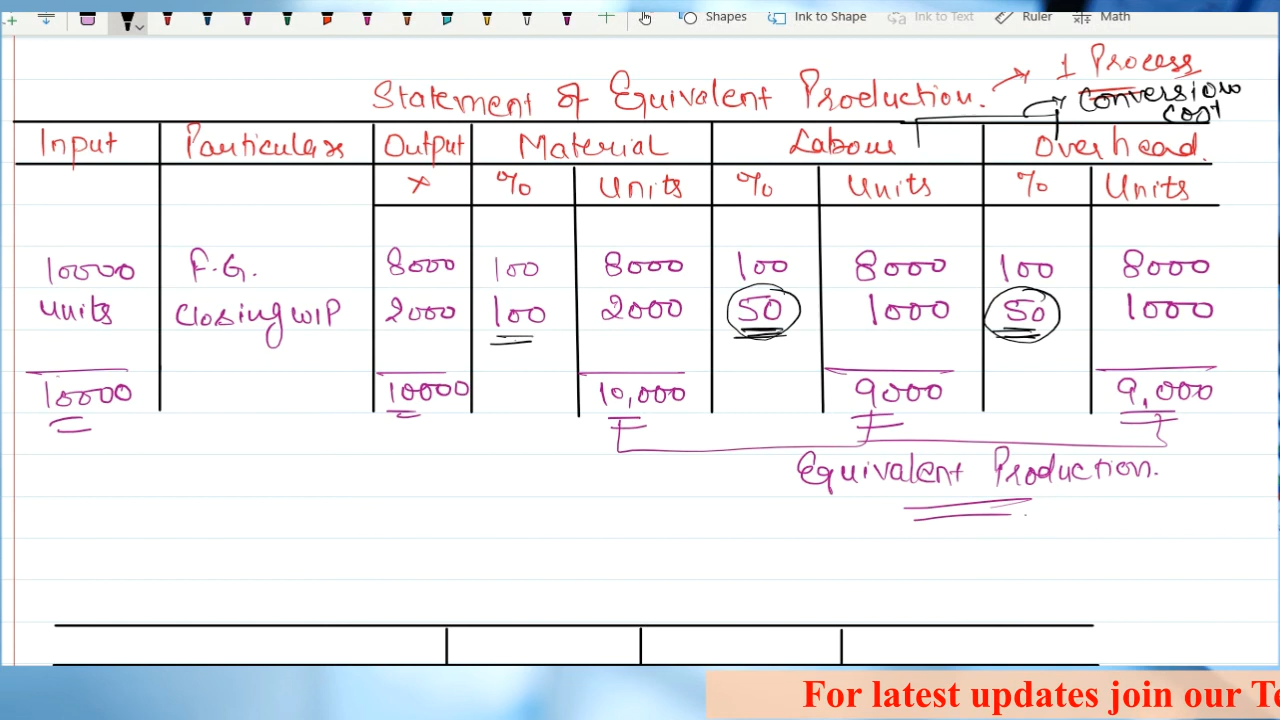 Shapes Ink to Shape Ink to Text Ruler Math
1 Process
Statement of Equivalent Production. Conversion
cost
Input Particulars Output Material Labour Overhead.
x % Units % Units % Units
10000 F.G. 8000 100 8000 100 8000 100 8000
units Closing WIP 2000 100 2000 50 1000 50 1000
10000 10000 10,000 9000 9,000
Equivalent Production.
For latest updates join our